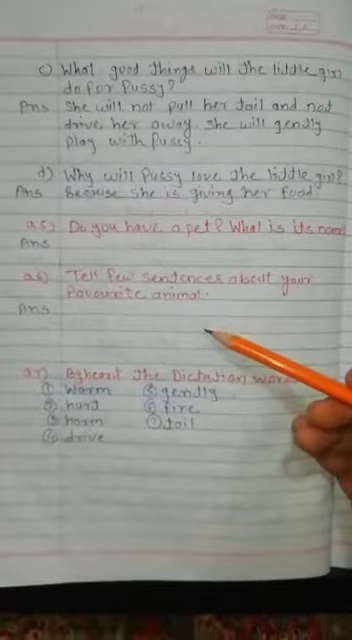 c) What good things will the little girl
do for Pussy?
Ans She will not pull her tail and not
drive her away. She will gently
play with Pussy.
d) Why will Pussy love the little girl?
Ans Because she is giving her food.
Q5) Do you have a pet? What is its name?
Ans
Q6) Tell few sentences about your
favourite animal.
Ans
Q7) Byheart the Dictation
① Warm ⑤ gently
② hurt ⑥ fire
③ harm ⑦ tail
④ drive